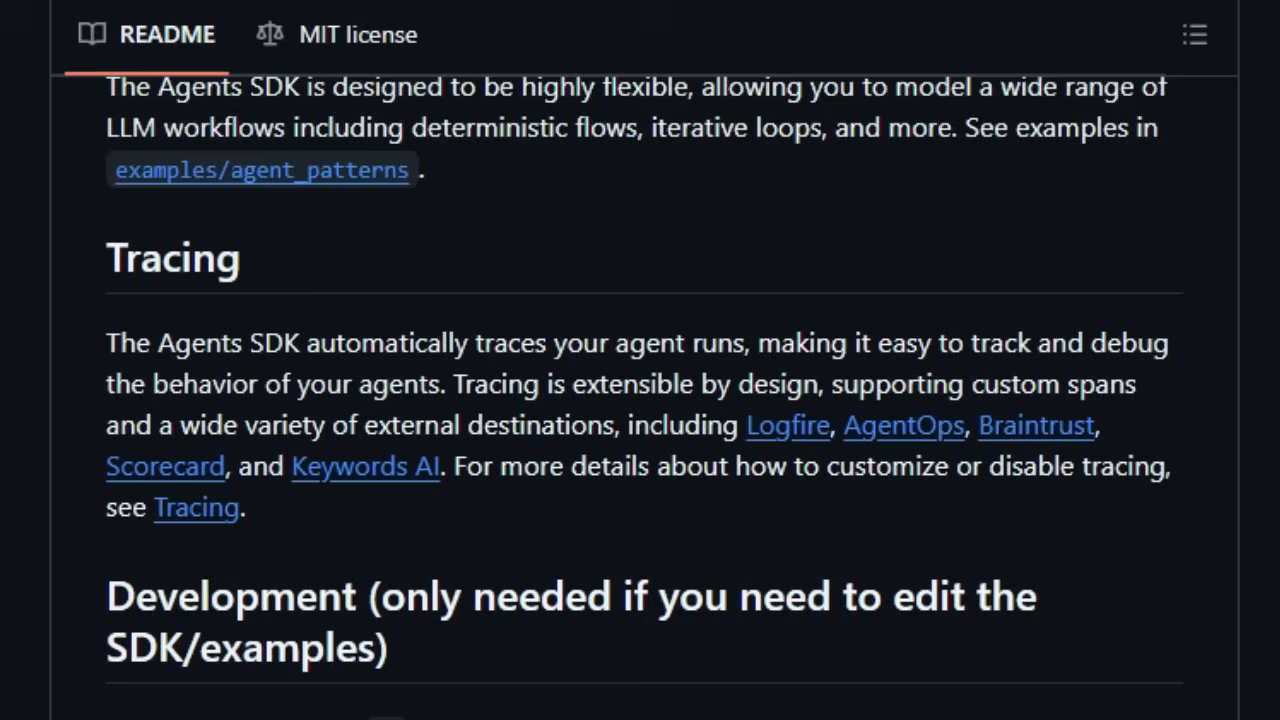 README
MIT license
The Agents SDK is designed to be highly flexible, allowing you to model a wide range of
LLM workflows including deterministic flows, iterative loops, and more. See examples in
examples/agent_patterns.
Tracing
The Agents SDK automatically traces your agent runs, making it easy to track and debug
the behavior of your agents. Tracing is extensible by design, supporting custom spans
and a wide variety of external destinations, including Logfire, AgentOps, Braintrust,
Scorecard, and Keywords AI. For more details about how to customize or disable tracing,
see Tracing.
Development (only needed if you need to edit the
SDK/examples)